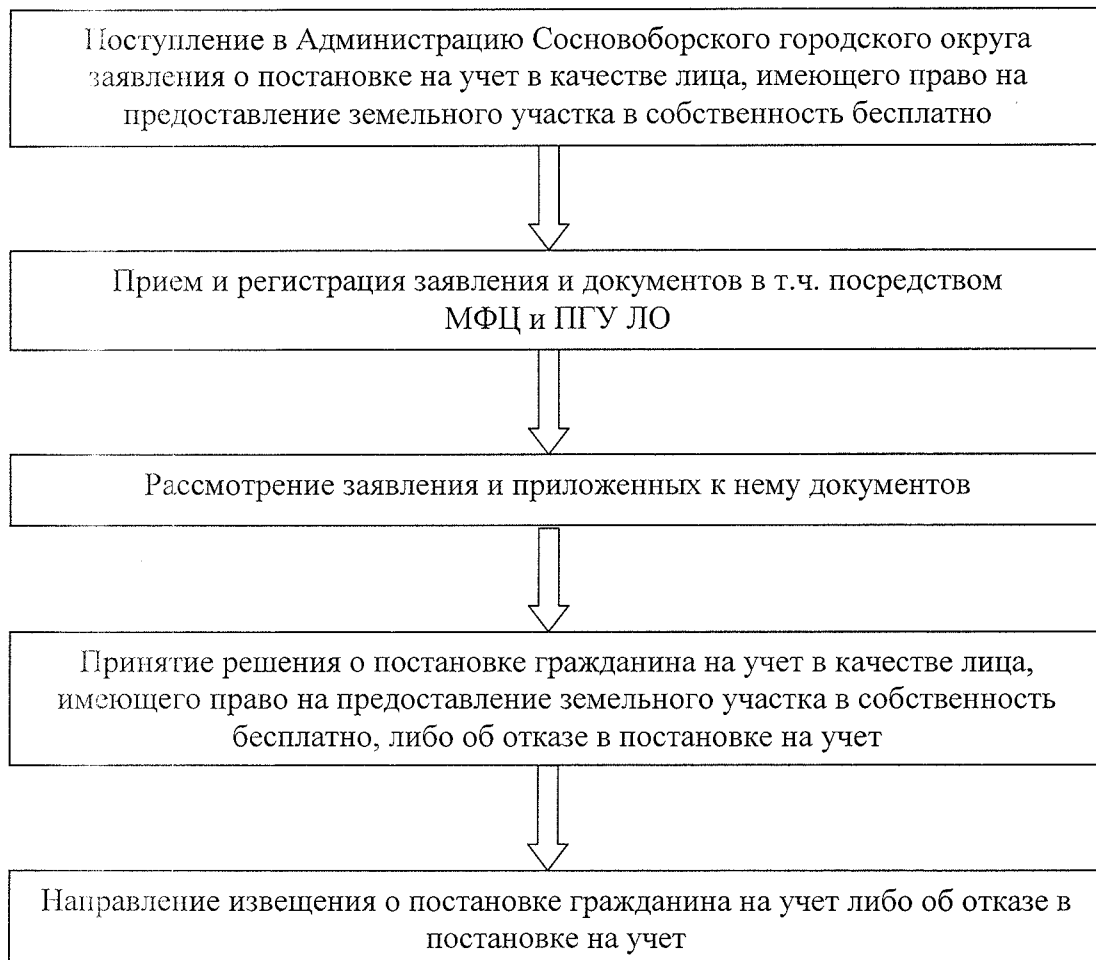 Поступление в Администрацию Сосновоборского городского округа
заявления о постановке на учет в качестве лица, имеющего право на
предоставление земельного участка в собственность бесплатно
Прием и регистрация заявления и документов в т.ч. посредством
МФЦ и ПГУ ЛО
Рассмотрение заявления и приложенных к нему документов
Принятие решения о постановке гражданина на учет в качестве лица,
имеющего право на предоставление земельного участка в собственность
бесплатно, либо об отказе в постановке на учет
Направление извещения о постановке гражданина на учет либо об отказе в
постановке на учет